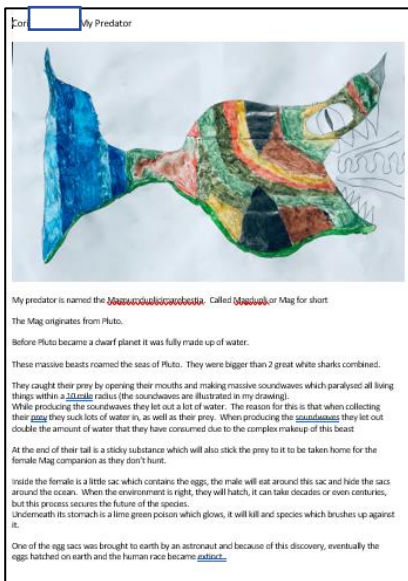 Cori My Predator
My predator is named the Magnumduplicimarebestia. Called Magdupli or Mag for short
The Mag originates from Pluto.
Before Pluto became a dwarf planet it was fully made up of water.
These massive beasts roamed the seas of Pluto. They were bigger than 2 great white sharks combined.
They caught their prey by opening their mouths and making massive soundwaves which paralysed all living
things within a 10 mile radius (the soundwaves are illustrated in my drawing).
While producing the soundwaves they let out a lot of water. The reason for this is that when collecting
their prey they suck lots of water in, as well as their prey. When producing the soundwaves they let out
double the amount of water that they have consumed due to the complex makeup of this beast
At the end of their tail is a sticky substance which will also stick the prey to it to be taken home for the
female Mag companion as they don't hunt.
Inside the female is a little sac which contains the eggs, the male will eat around this sac and hide the sacs
around the ocean. When the environment is right, they will hatch, it can take decades or even centuries,
but this process secures the future of the species.
Underneath its stomach is a lime green poison which glows, it will kill and species which brushes up against
it.
One of the egg sacs was brought to earth by an astronaut and because of this discovery, eventually the
eggs hatched on earth and the human race became extinct..